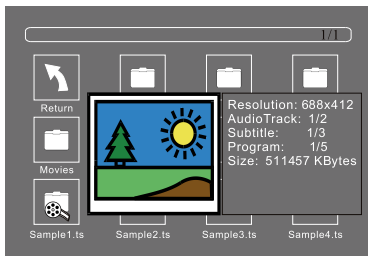 1/1
Return
Resolution: 688x412
AudioTrack: 1/2
Subtitle: 1/3
Program: 1/5
Size: 511457 KBytes
Movies
Sample1.ts Sample2.ts Sample3.ts Sample4.ts